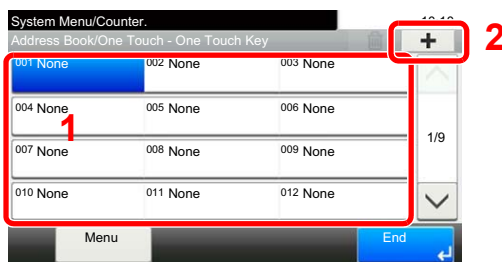 System Menu/Counter.
Address Book/One Touch - One Touch Key
+
2
001 None
002 None
003 None
004 None
005 None
006 None
1
007 None
008 None
009 None
1/9
010 None
011 None
012 None
Menu
End